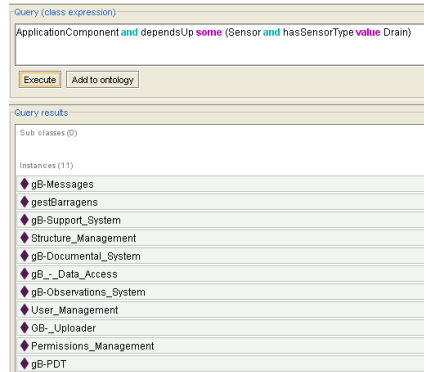 Query (class expression)
ApplicationComponent and dependsUp some (Sensor and hasSensorType value Drain)
Execute Add to ontology
Query results
Sub classes (0)
Instances (11)
gB-Messages
gestBarragens
gB-Support_System
Structure_Management
gB-Documental_System
gB_-_Data_Access
gB-Observations_System
User_Management
GB-_Uploader
Permissions_Management
gB-PDT